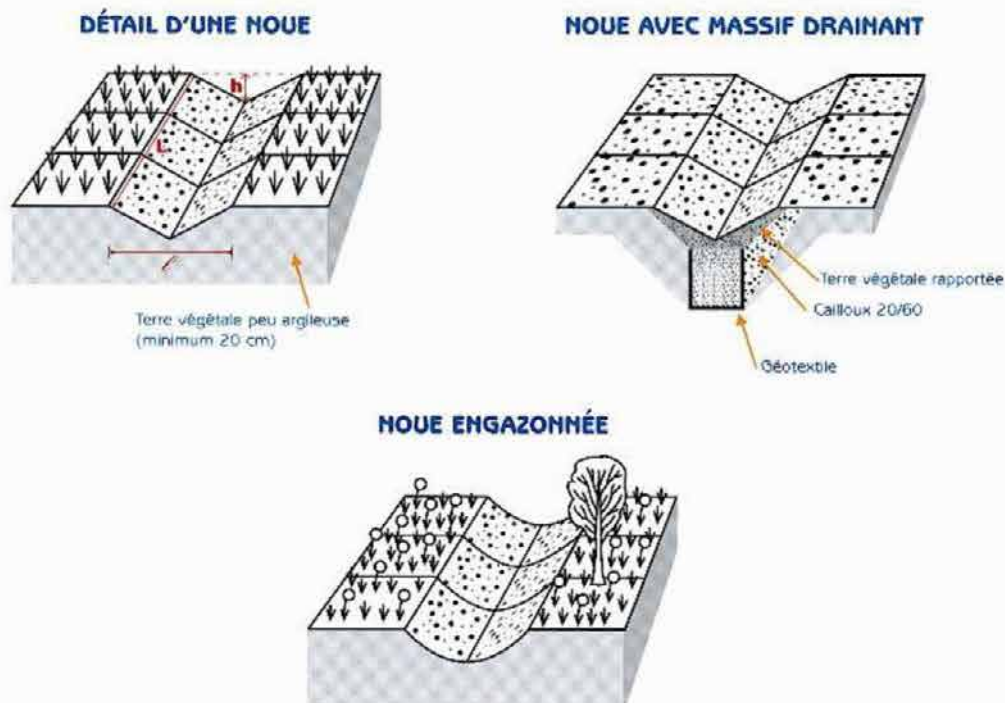 DÉTAIL D'UNE NOUE
h
L
l
Terre végétale peu argileuse
(minimum 20 cm)
NOUE AVEC MASSIF DRAINANT
Terre végétale rapportée
Cailloux 20/60
Géotextile
NOUE ENGAZONNÉE